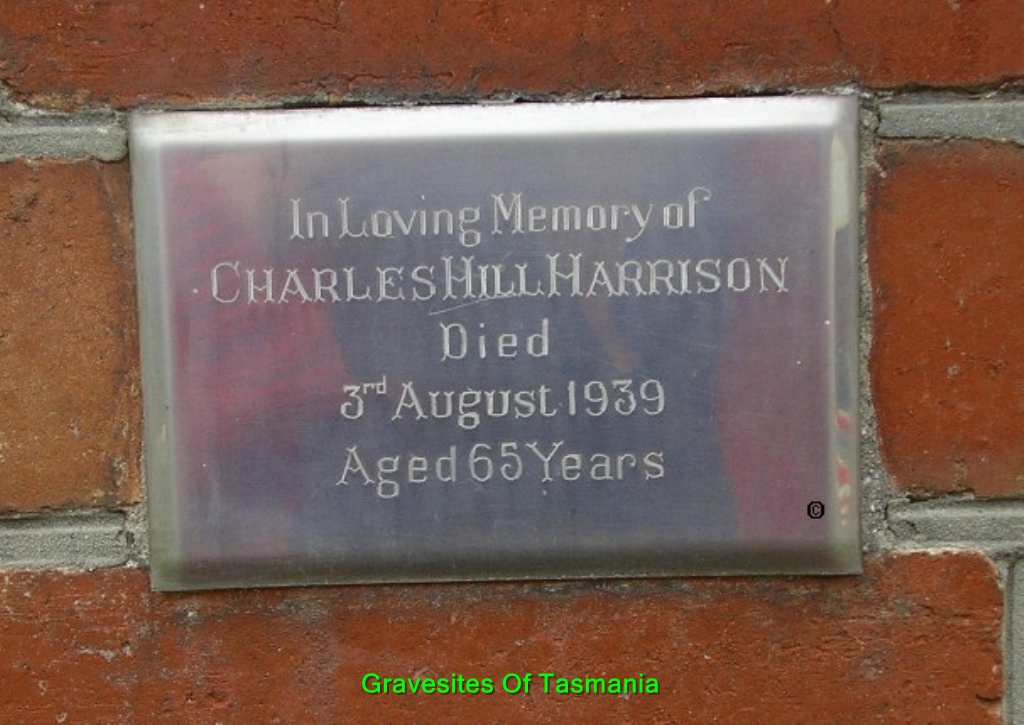 In Loving Memory of
CHARLES HILL HARRISON
Died
3rd August 1939
Aged 65 Years
©
Gravesites Of Tasmania